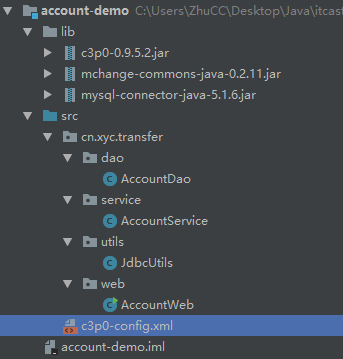 account-demo C:\Users\ZhuCC\Desktop\Java\itcast
lib
c3p0-0.9.5.2.jar
mchange-commons-java-0.2.11.jar
mysql-connector-java-5.1.6.jar
src
cn.xyc.transfer
dao
AccountDao
service
AccountService
utils
JdbcUtils
web
AccountWeb
c3p0-config.xml
account-demo.iml